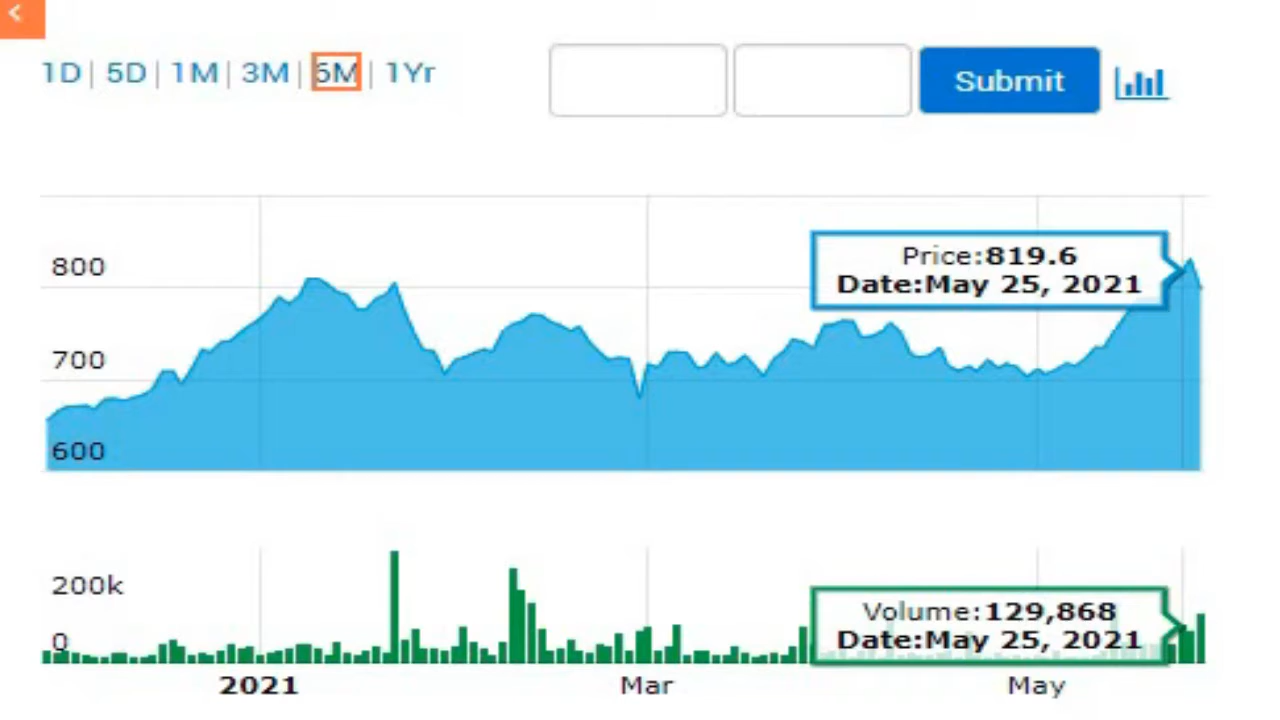 <
1D | 5D | 1M | 3M | 6M | 1Yr
Submit
800
700
600
Price:819.6
Date:May 25, 2021
200k
0
Volume:129,868
Date:May 25, 2021
2021 Mar May